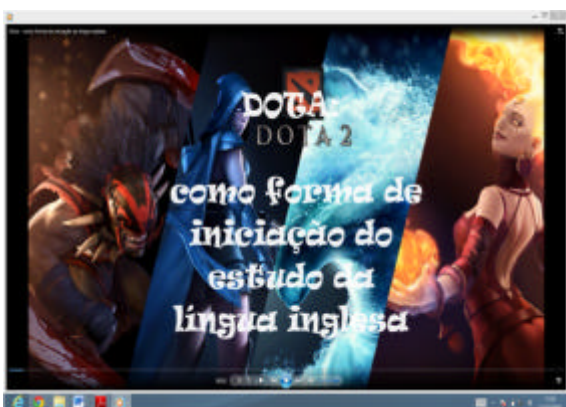 DOTA:
DOTA 2
como forma de
iniciação do
estudo da
língua inglesa